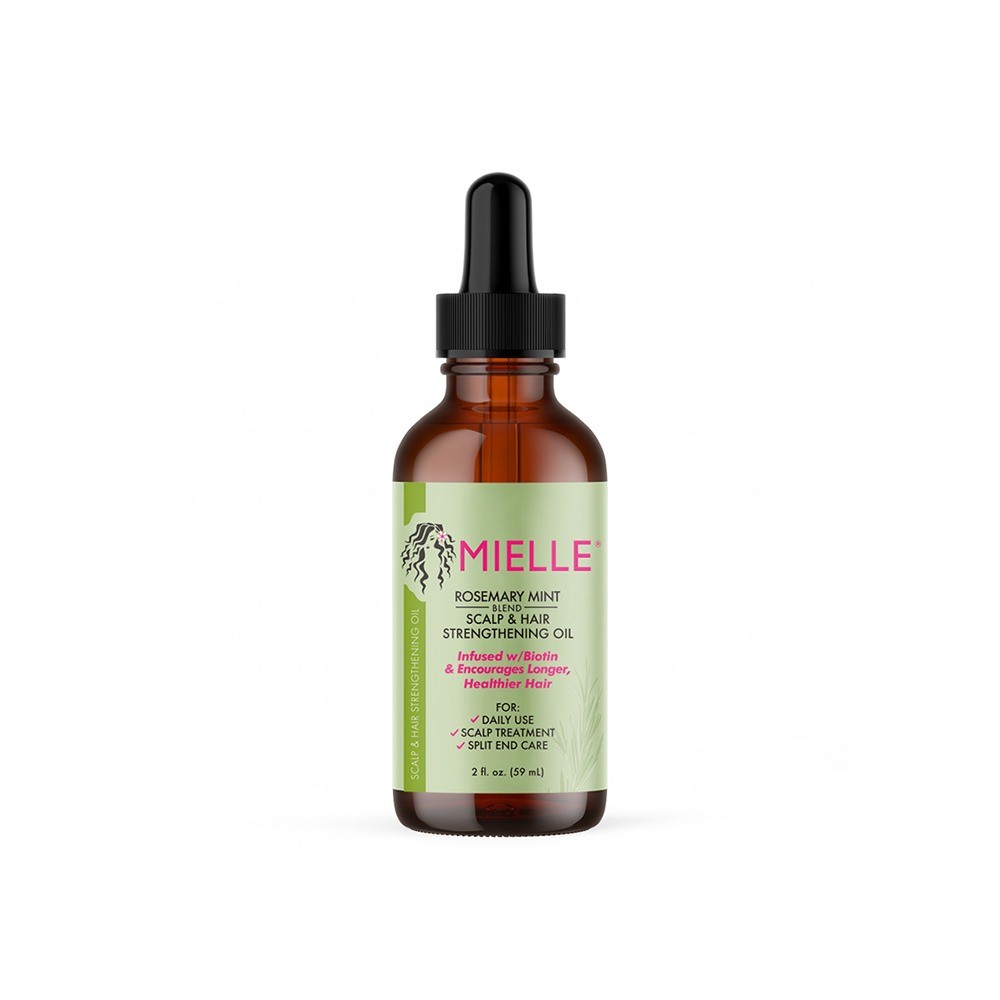 MIELLE®
ROSEMARY MINT
BLEND
SCALP & HAIR
STRENGTHENING OIL
Infused w/Biotin
& Encourages Longer,
Healthier Hair
FOR:
✓ DAILY USE
✓ SCALP TREATMENT
✓ SPLIT END CARE
2 fl. oz. (59 mL)
SCALP & HAIR STRENGTHENING OIL